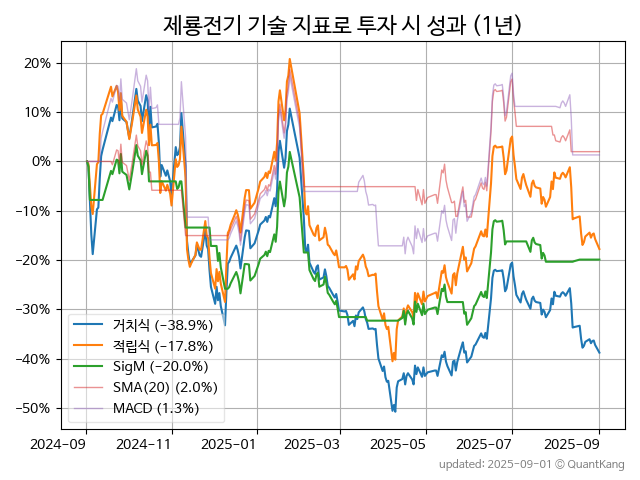 제룡전기 기술 지표로 투자 시 성과 (1년)
20%
10%
0%
−10%
−20%
−30%
−40%
−50%
거치식 (−38.9%)
적립식 (−17.8%)
SigM (−20.0%)
SMA(20) (2.0%)
MACD (1.3%)
2024-09
2024-11
2025-01
2025-03
2025-05
2025-07
2025-09
updated: 2025-09-01 © QuantKang